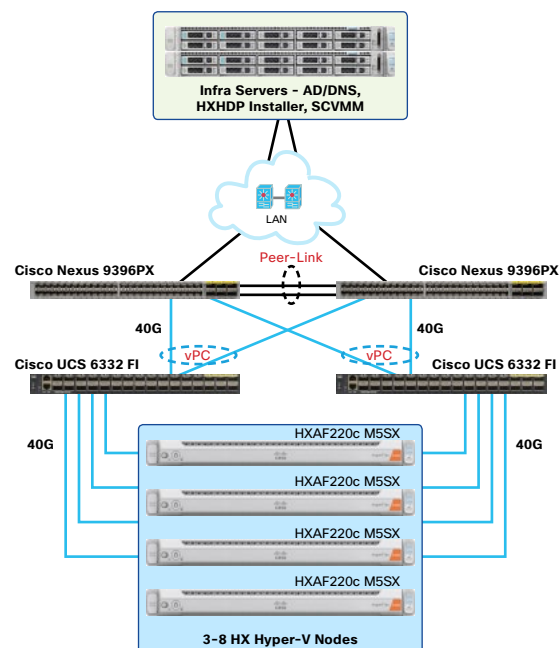 Infra Servers - AD/DNS,
HXHDP Installer, SCVMM
LAN
Peer-Link
Cisco Nexus 9396PX
Cisco Nexus 9396PX
40G
40G
vPC
vPC
Cisco UCS 6332 FI
Cisco UCS 6332 FI
40G
40G
HXAF220c M5SX
HXAF220c M5SX
HXAF220c M5SX
HXAF220c M5SX
3-8 HX Hyper-V Nodes